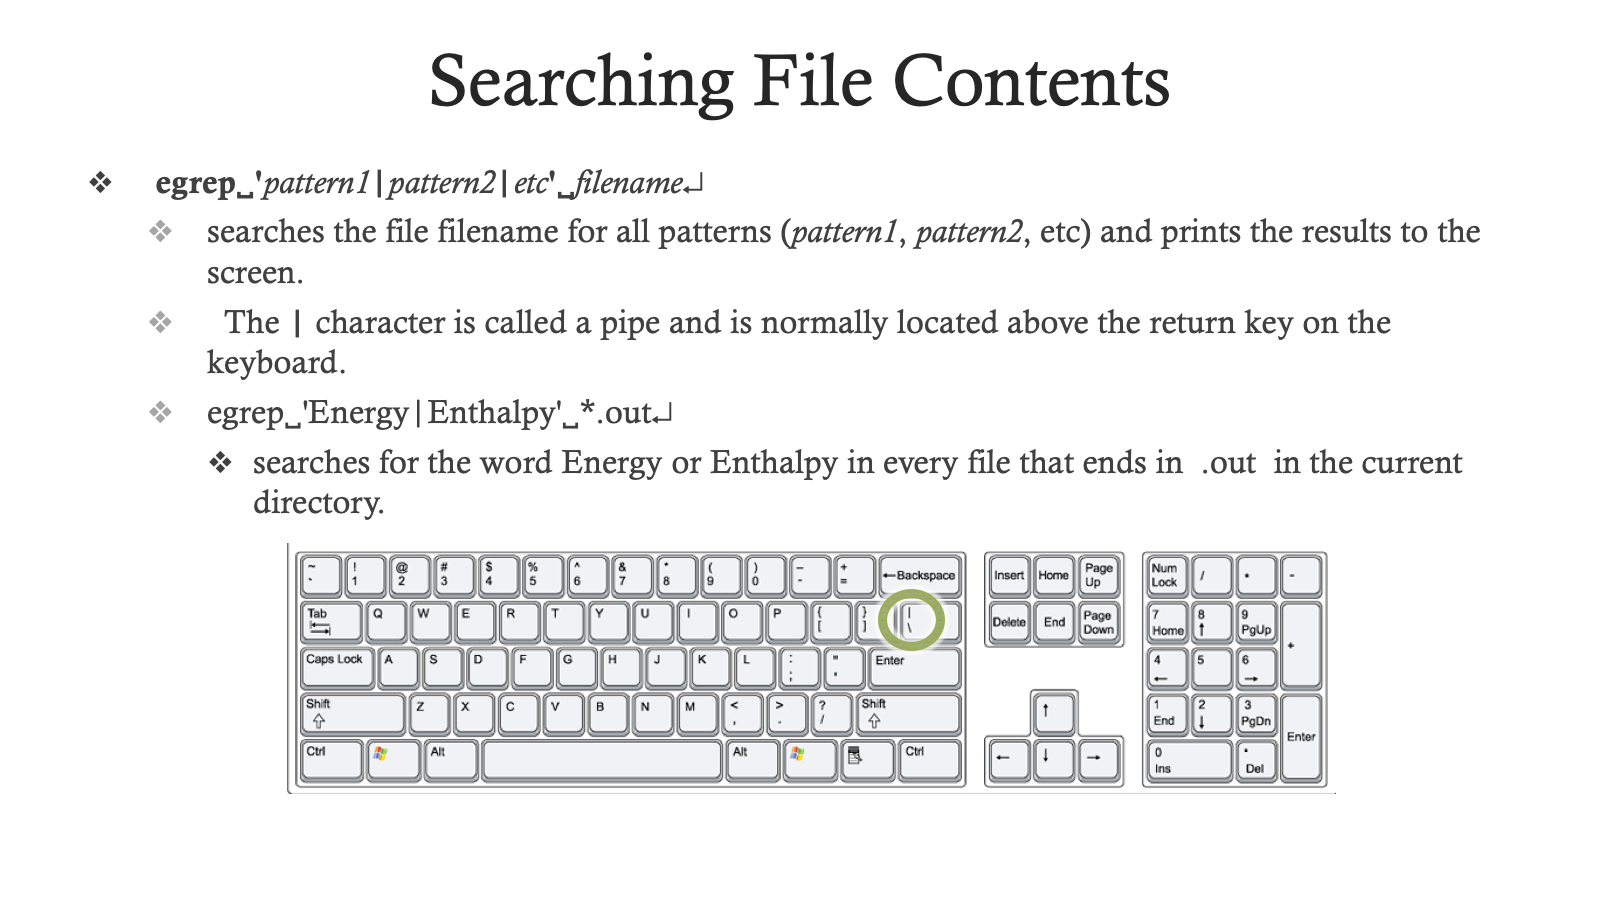 Searching File Contents
❖ egrep␣'pattern1|pattern2|etc'␣filename↵
❖ searches the file filename for all patterns (pattern1, pattern2, etc) and prints the results to the
screen.
❖ The | character is called a pipe and is normally located above the return key on the
keyboard.
❖ egrep␣'Energy|Enthalpy'␣*.out↵
❖ searches for the word Energy or Enthalpy in every file that ends in .out in the current
directory.
~ ! @ # $ % ^ & * ( ) – + ←Backspace
` 1 2 3 4 5 6 7 8 9 0 - =
Tab Q W E R T Y U I O P { } |
[ ] \
Caps Lock A S D F G H J K L : " Enter
; '
Shift Z X C V B N M < > ? Shift
, . /
Ctrl Alt Alt Ctrl
Insert Home Page
Up
Delete End Page
Down
↑
← ↓ →
Num
Lock / * -
7 8 9 +
Home ↑ PgUp
4 5 6
← →
1 2 3 Enter
End ↓ PgDn
0 .
Ins Del